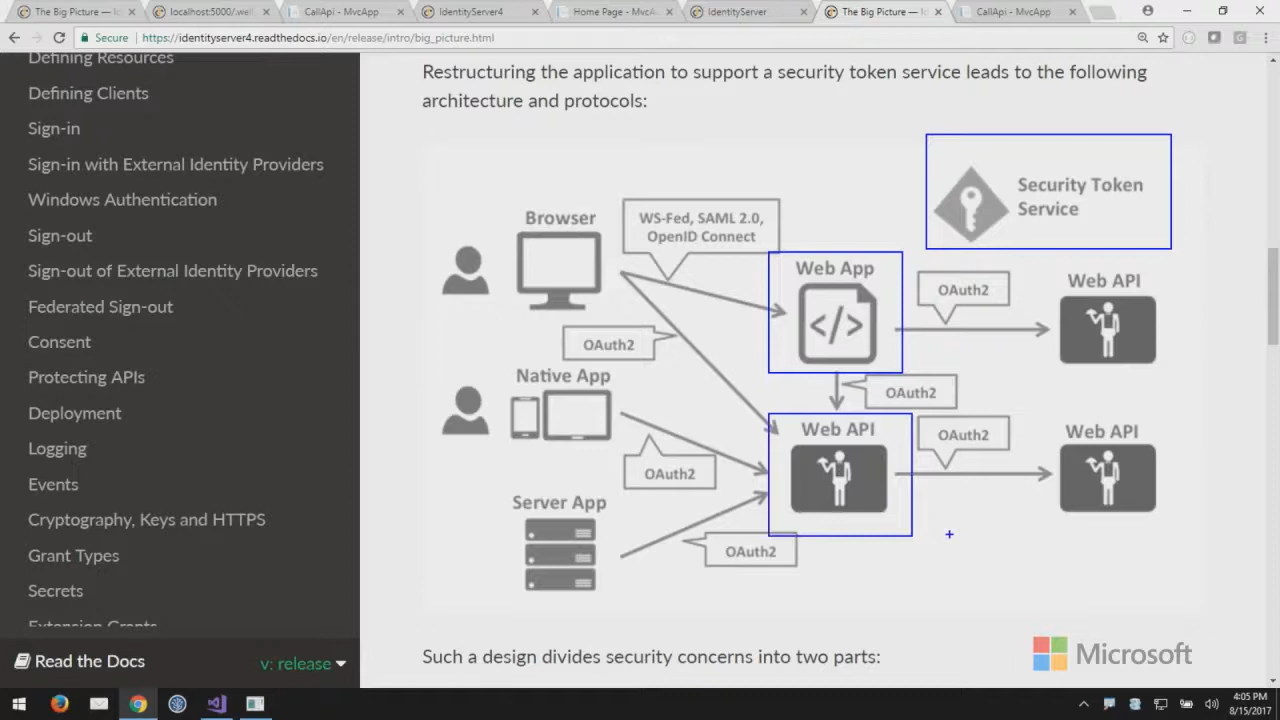 The Big Picture — Id
localhost:5000/.well
CallApi - MvcApp
IdentityServer4
Home Page - MvcApp
IdentityServer
The Big Picture — Id
CallApi - MvcApp
Secure
https://identityserver4.readthedocs.io/en/release/intro/big_picture.html
Defining Resources
Defining Clients
Sign-in
Sign-in with External Identity Providers
Windows Authentication
Sign-out
Sign-out of External Identity Providers
Federated Sign-out
Consent
Protecting APIs
Deployment
Logging
Events
Cryptography, Keys and HTTPS
Grant Types
Secrets
Extension Grants
Read the Docs
v: release
Restructuring the application to support a security token service leads to the following
architecture and protocols:
Security Token
Service
Browser
WS-Fed, SAML 2.0,
OpenID Connect
Web App
OAuth2
Web API
OAuth2
Native App
OAuth2
Web API
OAuth2
Web API
OAuth2
Server App
OAuth2
Such a design divides security concerns into two parts:
Microsoft
4:05 PM
8/15/2017